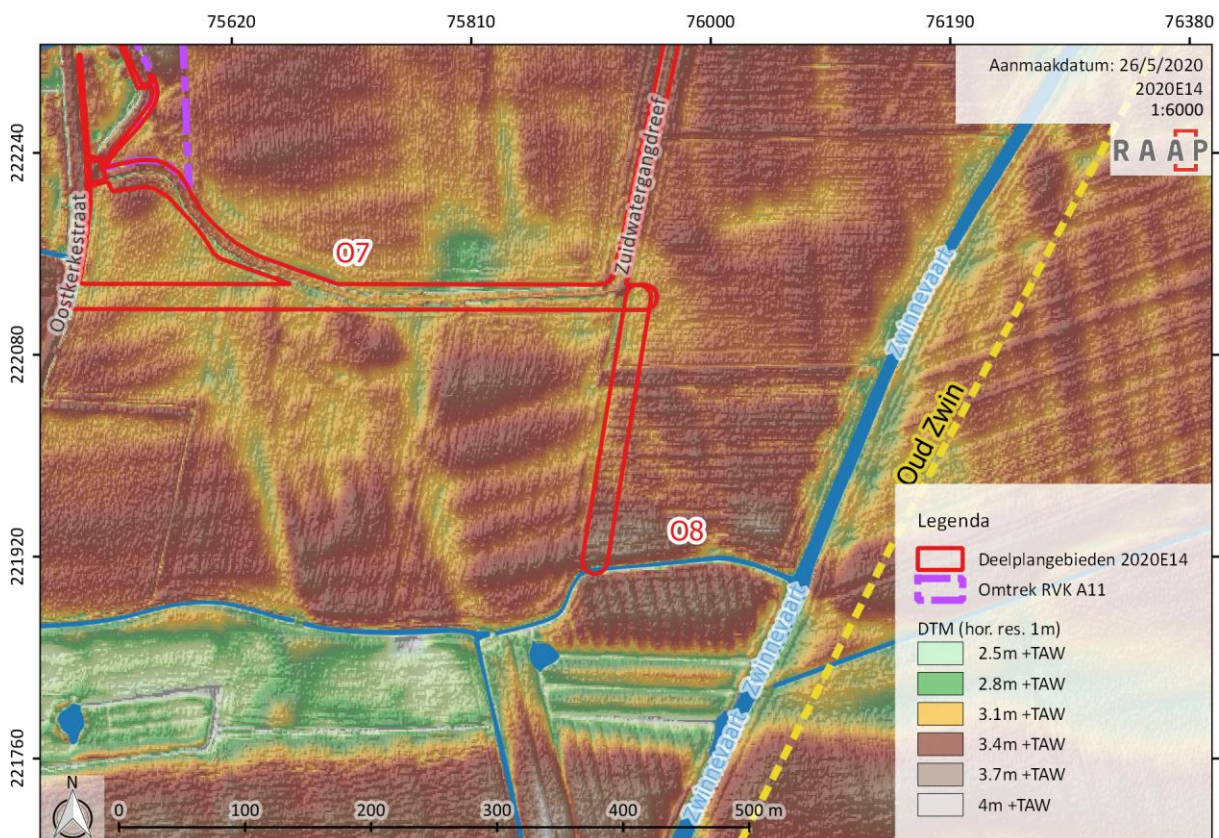 75620 75810 76000 76190 76380
Aanmaakdatum: 26/5/2020
2020E14
1:6000
RAAP
222240
222080
221920
221760
Oostkerkestraat
O7
Zuidwatergangdreef
Zwinnevaart
Oud Zwin
O8
Zwinnevaart
Zwinnevaart
Zwinnevaart
Legenda
Deelplangebieden 2020E14
Omtrek RVK A11
DTM (hor. res. 1m)
2.5m +TAW
2.8m +TAW
3.1m +TAW
3.4m +TAW
3.7m +TAW
4m +TAW
N
0 100 200 300 400 500 m